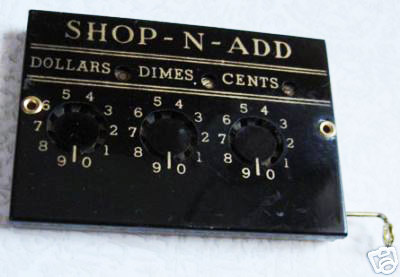 SHOP-N-ADD
DOLLARS DIMES CENTS
6 5 4 3 6 5 4 3 6 5 4 3
7 2 7 2 7 2
8 1 8 1 8 1
9 0 9 0 9 0
eBay